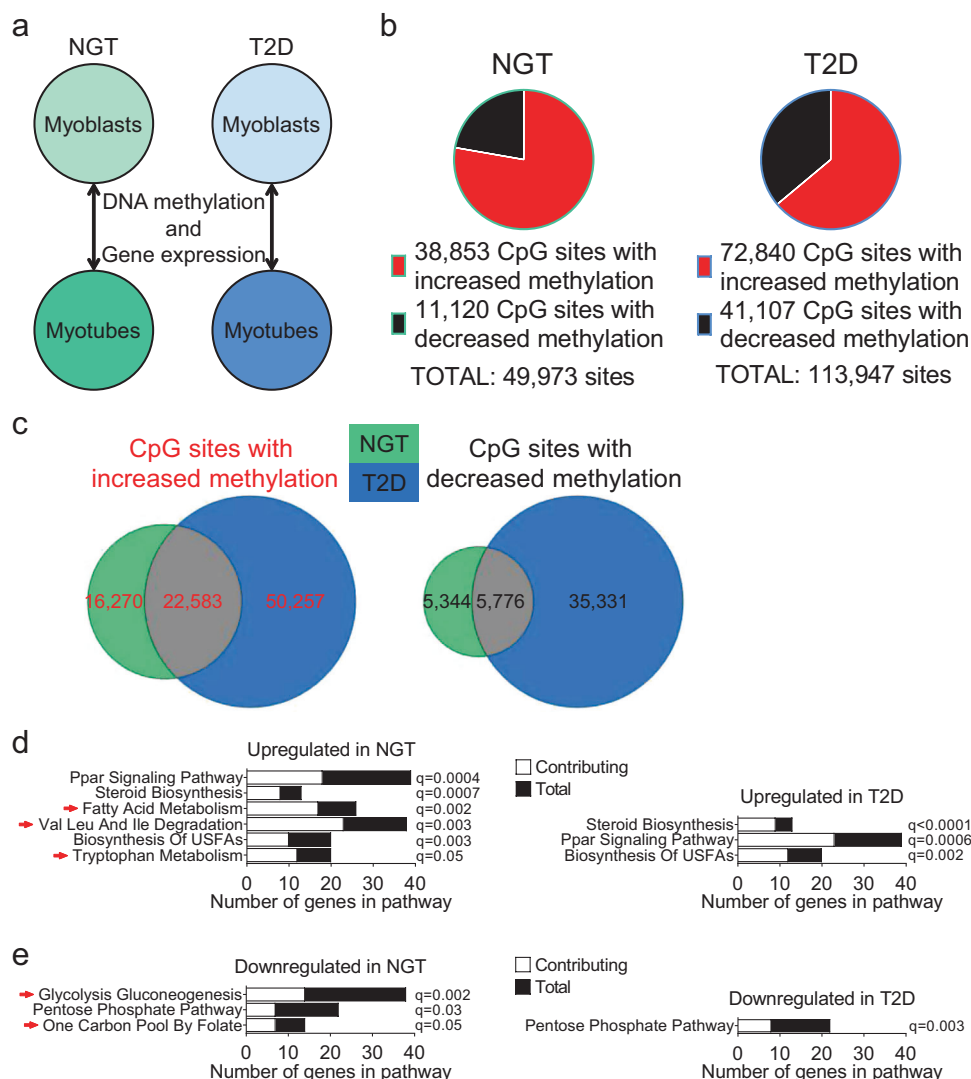 a
NGT
T2D
Myoblasts
Myoblasts
DNA methylation
and
Gene expression
Myotubes
Myotubes
b
NGT
T2D
38,853 CpG sites with
increased methylation
11,120 CpG sites with
decreased methylation
TOTAL: 49,973 sites
72,840 CpG sites with
increased methylation
41,107 CpG sites with
decreased methylation
TOTAL: 113,947 sites
c
CpG sites with
increased methylation
NGT
T2D
CpG sites with
decreased methylation
16,270 22,583 50,257
5,344 5,776 35,331
d
Upregulated in NGT
Ppar Signaling Pathway q=0.0004
Steroid Biosynthesis q=0.0007
Fatty Acid Metabolism q=0.002
Val Leu And Ile Degradation q=0.003
Biosynthesis Of USFAs q=0.003
Tryptophan Metabolism q=0.05
0 10 20 30 40
Number of genes in pathway
Contributing
Total
Upregulated in T2D
Steroid Biosynthesis q<0.0001
Ppar Signaling Pathway q=0.0006
Biosynthesis Of USFAs q=0.002
0 10 20 30 40
Number of genes in pathway
e
Downregulated in NGT
Glycolysis Gluconeogenesis q=0.002
Pentose Phosphate Pathway q=0.03
One Carbon Pool By Folate q=0.05
0 10 20 30 40
Number of genes in pathway
Contributing
Total
Downregulated in T2D
Pentose Phosphate Pathway q=0.003
0 10 20 30 40
Number of genes in pathway